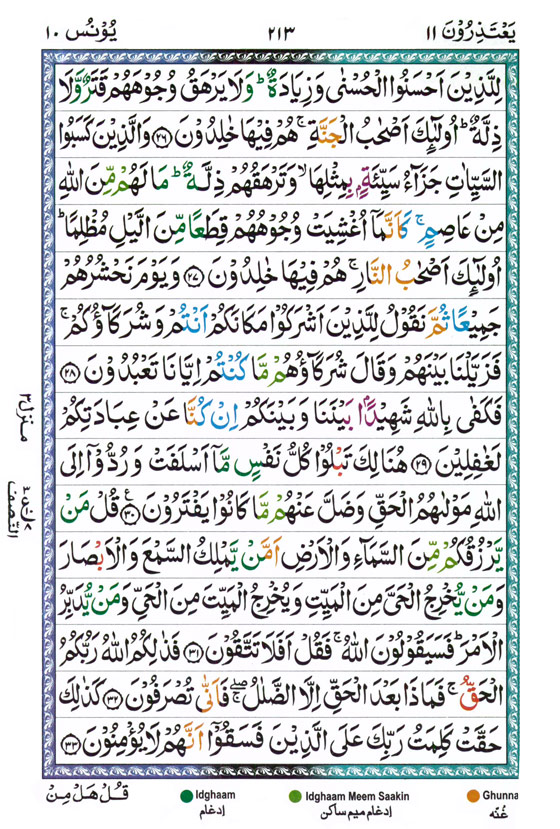 يَعْتَذِرُوْنَ ١١ ٢١٣ يُوْنُس ١٠
لِلَّذِيْنَ اَحْسَنُوا الْحُسْنٰى وَزِيَادَةٌ ؕ وَلَا يَرْهَقُ وُجُوْهَهُمْ قَتَرٌ وَّلَا
ذِلَّةٌ ؕ اُولٰٓئِكَ اَصْحٰبُ الْجَنَّةِ ۚ هُمْ فِيْهَا خٰلِدُوْنَ ﴿٢٦﴾ وَالَّذِيْنَ كَسَبُوا
السَّيِّاٰتِ جَزَآءُ سَيِّئَةٍۭ بِمِثْلِهَا ۙ وَتَرْهَقُهُمْ ذِلَّةٌ ؕ مَا لَهُمْ مِّنَ اللّٰهِ
مِنْ عَاصِمٍ ۚ كَاَنَّمَاۤ اُغْشِيَتْ وُجُوْهُهُمْ قِطَعًا مِّنَ الَّيْلِ مُظْلِمًا ؕ
اُولٰٓئِكَ اَصْحٰبُ النَّارِ ۚ هُمْ فِيْهَا خٰلِدُوْنَ ﴿٢٧﴾ وَيَوْمَ نَحْشُرُهُمْ
جَمِيْعًا ثُمَّ نَقُوْلُ لِلَّذِيْنَ اَشْرَكُوْا مَكَانَكُمْ اَنْتُمْ وَشُرَكَآؤُكُمْ ۚ
فَزَيَّلْنَا بَيْنَهُمْ وَقَالَ شُرَكَآؤُهُمْ مَّا كُنْتُمْ اِيَّانَا تَعْبُدُوْنَ ﴿٢٨﴾
فَكَفٰى بِاللّٰهِ شَهِيْدًۢا بَيْنَنَا وَبَيْنَكُمْ اِنْ كُنَّا عَنْ عِبَادَتِكُمْ
لَغٰفِلِيْنَ ﴿٢٩﴾ هُنَالِكَ تَبْلُوْا كُلُّ نَفْسٍ مَّاۤ اَسْلَفَتْ وَرُدُّوْۤا اِلَى
اللّٰهِ مَوْلٰىهُمُ الْحَقِّ وَضَلَّ عَنْهُمْ مَّا كَانُوْا يَفْتَرُوْنَ ﴿٣٠﴾ قُلْ مَنْ
يَّرْزُقُكُمْ مِّنَ السَّمَآءِ وَالْاَرْضِ اَمَّنْ يَّمْلِكُ السَّمْعَ وَالْاَبْصَارَ
وَمَنْ يُّخْرِجُ الْحَيَّ مِنَ الْمَيِّتِ وَيُخْرِجُ الْمَيِّتَ مِنَ الْحَيِّ وَمَنْ يُّدَبِّرُ
الْاَمْرَ ؕ فَسَيَقُوْلُوْنَ اللّٰهُ ۚ فَقُلْ اَفَلَا تَتَّقُوْنَ ﴿٣١﴾ فَذٰلِكُمُ اللّٰهُ رَبُّكُمُ
الْحَقُّ ۚ فَمَاذَا بَعْدَ الْحَقِّ اِلَّا الضَّلٰلُ ۖ فَاَنّٰى تُصْرَفُوْنَ ﴿٣٢﴾ كَذٰلِكَ
حَقَّتْ كَلِمَتُ رَبِّكَ عَلَى الَّذِيْنَ فَسَقُوْۤا اَنَّهُمْ لَا يُؤْمِنُوْنَ ﴿٣٣﴾
منزل ٣
قُلْ هَلْ مِنْ
Idghaam Idghaam Meem Saakin Ghunna
إدغام إدغام ميم ساكن غُنّه